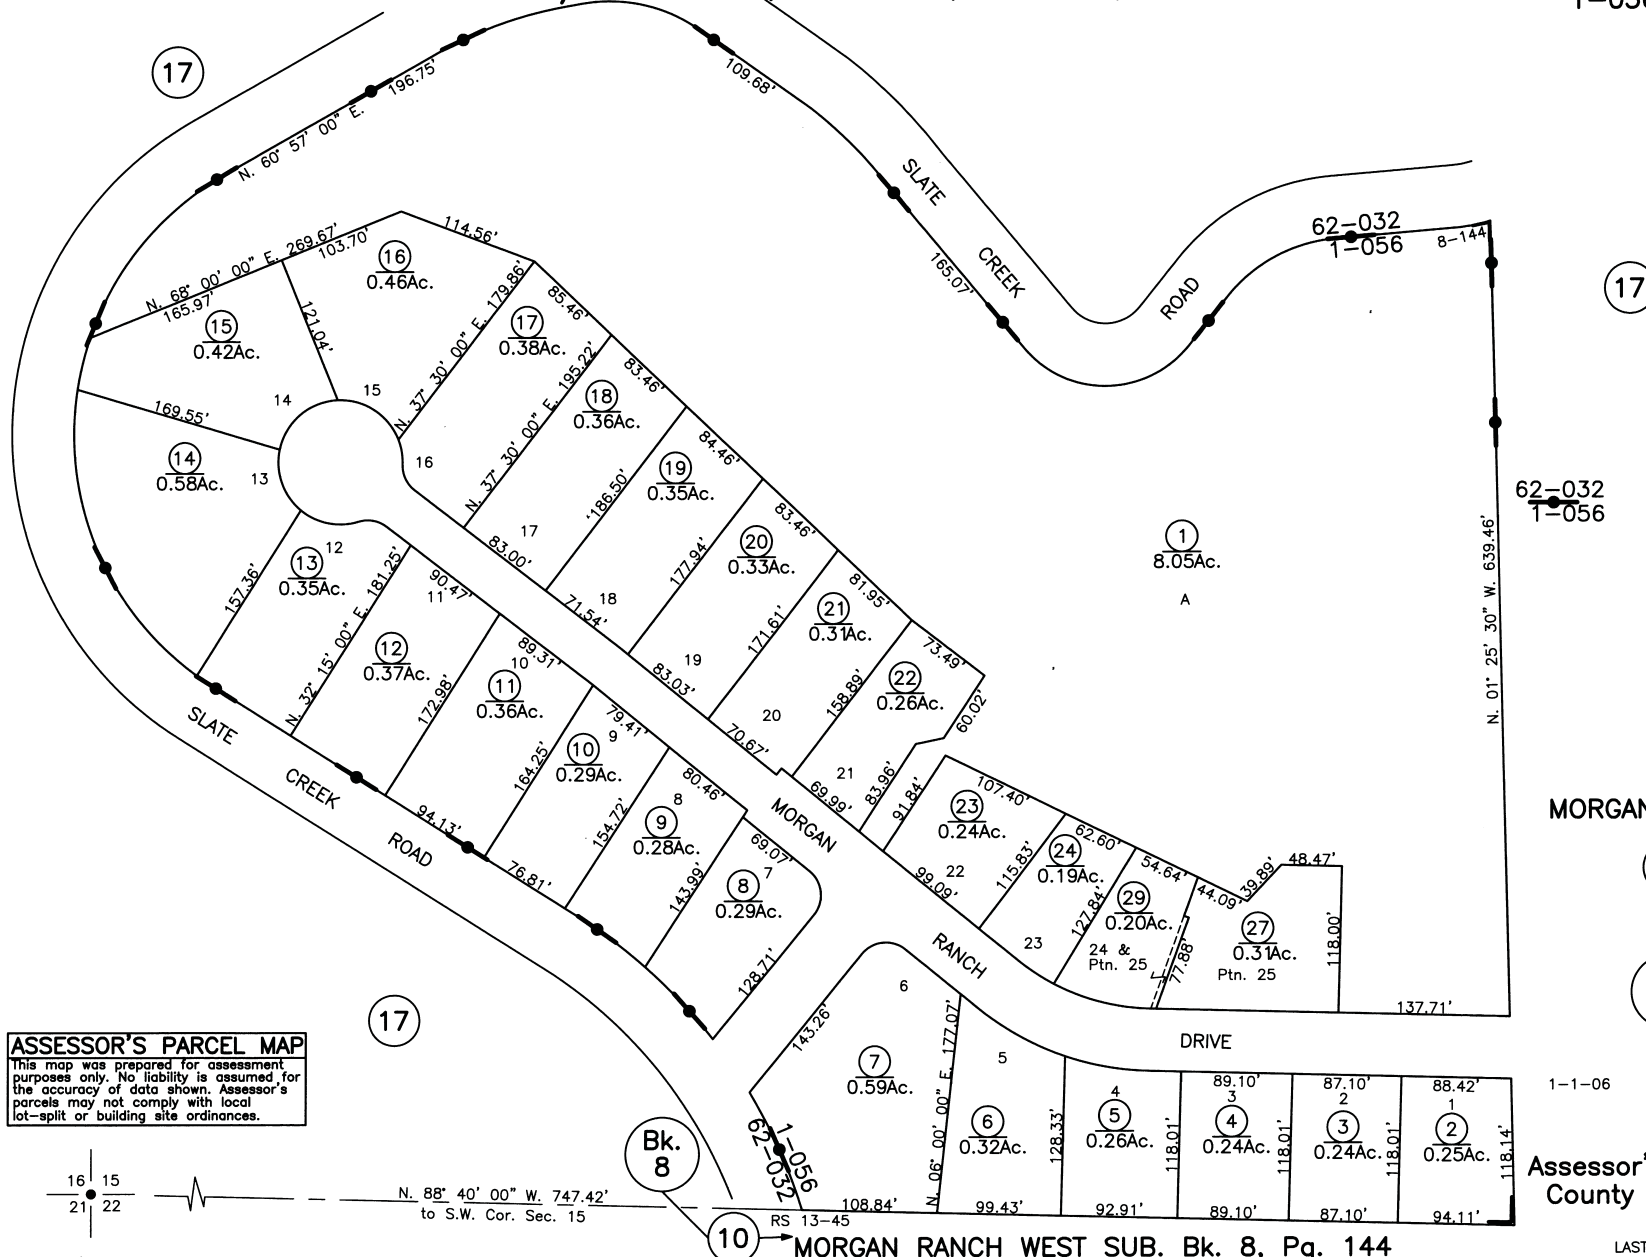 17
N. 60° 57' 00" E. 196.75'
109.68'
SLATE
CREEK
ROAD
165.07'
62-032
1-056
8-144
17
62-032
1-056
N. 01° 25' 30" W. 639.46'
1
8.05Ac.
A
N. 68° 00' 00" E. 269.67'
165.97'
103.70'
114.56'
16
0.46Ac.
15
15
0.42Ac.
14
121.04'
169.55'
14
0.58Ac.
13
N. 37° 30' 00" E. 179.86'
85.46'
17
0.38Ac.
16
N. 37° 30' 00" E. 195.22'
83.46'
18
0.36Ac.
17
83.00'
186.50'
84.46'
19
0.35Ac.
18
71.54'
177.94'
83.46'
20
0.33Ac.
19
83.03'
171.61'
81.95'
21
0.31Ac.
20
70.67'
158.89'
73.49'
22
0.26Ac.
21
69.99'
60.02'
83.96'
91.84'
107.40'
23
0.24Ac.
22
99.09'
115.83'
62.60'
24
0.19Ac.
23
127.84'
54.64'
29
0.20Ac.
24 &
Ptn. 25
77.88'
44.09'
39.89'
48.47'
27
0.31Ac.
Ptn. 25
118.00'
137.71'
12
13
0.35Ac.
157.36'
N. 32° 15' 00" E. 181.25'
90.47'
11
12
0.37Ac.
172.98'
89.31'
10
11
0.36Ac.
94.13'
164.25'
79.41'
9
10
0.29Ac.
76.81'
154.72'
80.46'
8
9
0.28Ac.
143.99'
69.07'
7
8
0.29Ac.
128.71'
SLATE
CREEK
ROAD
MORGAN
RANCH
DRIVE
MORGAN
143.26'
6
7
0.59Ac.
108.84'
N. 06° 00' 00" E. 177.07'
5
6
0.32Ac.
99.43'
128.33'
4
5
0.26Ac.
92.91'
118.01'
89.10'
3
4
0.24Ac.
89.10'
118.01'
87.10'
2
3
0.24Ac.
87.10'
118.01'
88.42'
1
2
0.25Ac.
94.11'
118.14'
1-1-06
Assessor'
County
1-056
62-032
17
ASSESSOR'S PARCEL MAP
This map was prepared for assessment
purposes only. No liability is assumed for
the accuracy of data shown. Assessor's
parcels may not comply with local
lot-split or building site ordinances.
16 15
21 22
N. 88° 40' 00" W. 747.42'
to S.W. Cor. Sec. 15
Bk.
8
10
RS 13-45
MORGAN RANCH WEST SUB. Bk. 8, Pg. 144
LAS